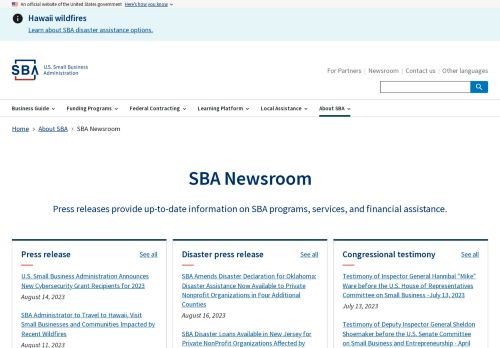 An official website of the United States government Here's how you know
Hawaii wildfires
Learn about SBA disaster assistance options.
SBA
U.S. Small Business
Administration
For Partners Newsroom Contact us Other languages
Business Guide Funding Programs Federal Contracting Learning Platform Local Assistance About SBA
Home About SBA SBA Newsroom
SBA Newsroom
Press releases provide up-to-date information on SBA programs, services, and financial assistance.
Press release See all
U.S. Small Business Administration Announces
New Cybersecurity Grant Recipients for 2023
August 14, 2023
SBA Administrator to Travel to Hawaii, Visit
Small Businesses and Communities Impacted by
Recent Wildfires
August 11, 2023
Disaster press release See all
SBA Amends Disaster Declaration for Oklahoma:
Disaster Assistance Now Available to Private
Nonprofit Organizations in Four Additional
Counties
August 16, 2023
SBA Disaster Loans Available in New Jersey for
Private NonProfit Organizations Affected by
Congressional testimony See all
Testimony of Inspector General Hannibal "Mike"
Ware before the U.S. House of Representatives
Committee on Small Business - July 13, 2023
July 13, 2023
Testimony of Deputy Inspector General Sheldon
Shoemaker before the U.S. Senate Committee
on Small Business and Entrepreneurship - April